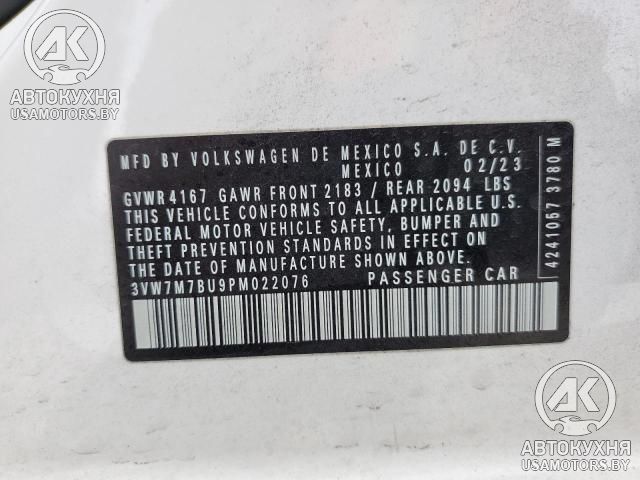 AK
АВТОКУХНЯ
USAMOTORS.BY
MFD BY VOLKSWAGEN DE MEXICO S.A. DE C.V.
MEXICO 02/23
GVWR 4167 GAWR FRONT 2183 / REAR 2094 LBS
THIS VEHICLE CONFORMS TO ALL APPLICABLE U.S.
FEDERAL MOTOR VEHICLE SAFETY, BUMPER AND
THEFT PREVENTION STANDARDS IN EFFECT ON
THE DATE OF MANUFACTURE SHOWN ABOVE.
3VW7M7BU9PM022076 PASSENGER CAR
4241057 3780 M
AK
АВТОКУХНЯ
USAMOTORS.BY